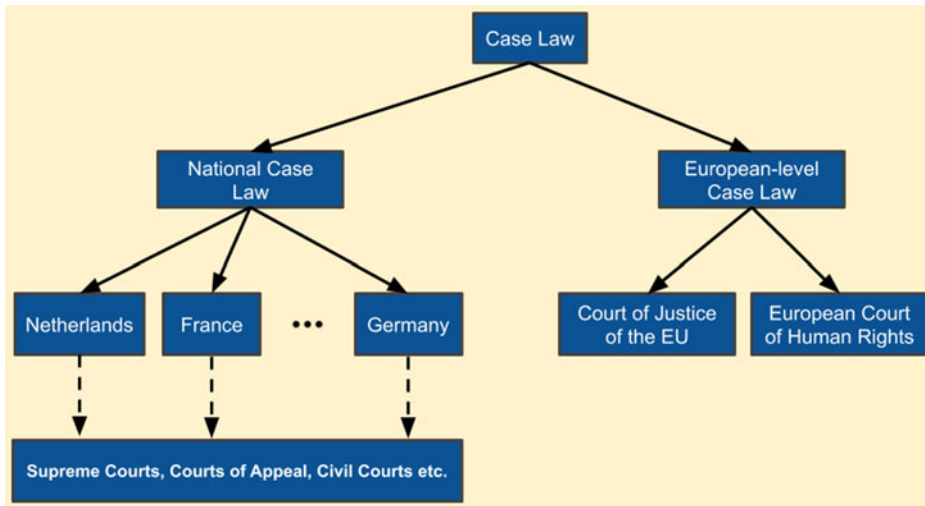 Case Law
National Case
Law
European-level
Case Law
Netherlands
France
•••
Germany
Court of Justice
of the EU
European Court
of Human Rights
Supreme Courts, Courts of Appeal, Civil Courts etc.